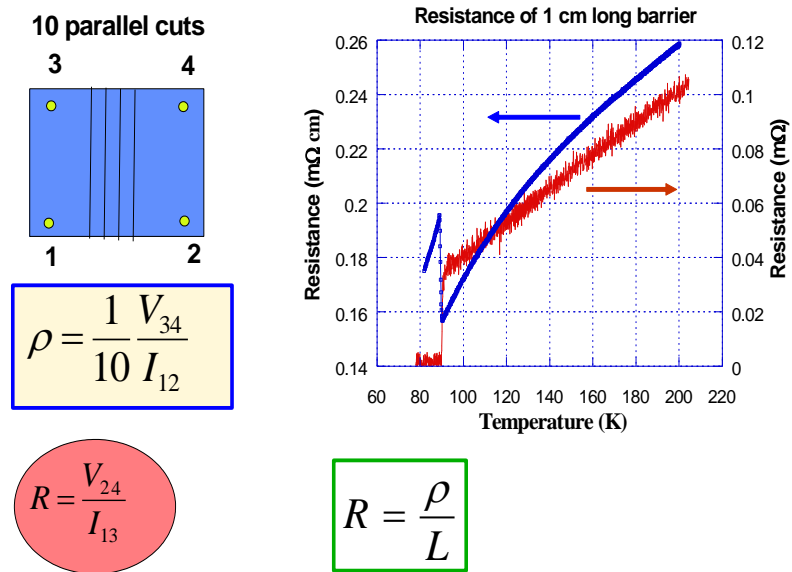 10 parallel cuts
3 4
1 2
ρ = 1/10 V34/I12
R = V24/I13
Resistance of 1 cm long barrier
0.26
0.24
0.22
0.2
0.18
0.16
0.14
Resistance (mΩ cm)
0.12
0.1
0.08
0.06
0.04
0.02
0
Resistance (mΩ)
60 80 100 120 140 160 180 200 220
Temperature (K)
R = ρ/L